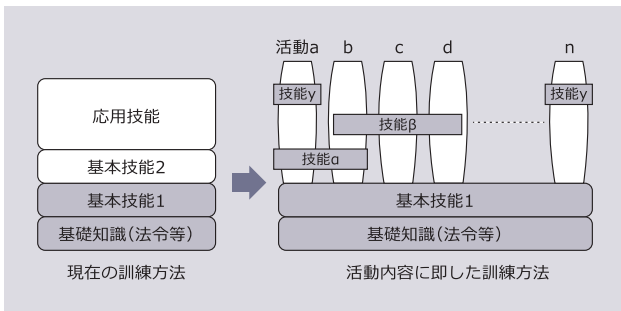 活動a b c d n
技能γ 技能γ
応用技能
技能β
技能α
基本技能2
基本技能1 基本技能1
基礎知識(法令等) 基礎知識(法令等)
現在の訓練方法 活動内容に即した訓練方法